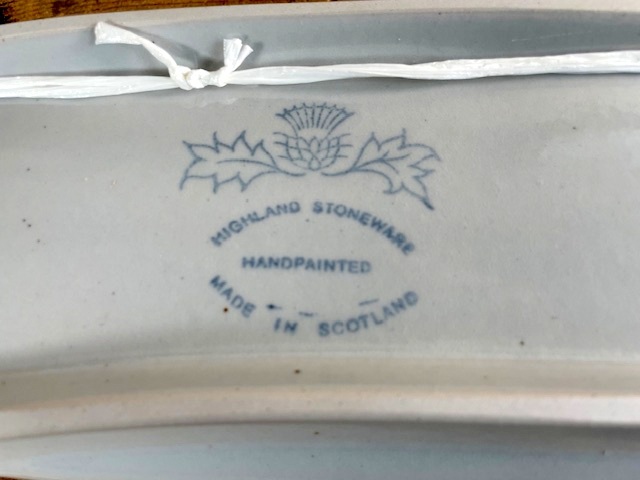 HIGHLAND STONEWARE
HANDPAINTED
MADE IN SCOTLAND